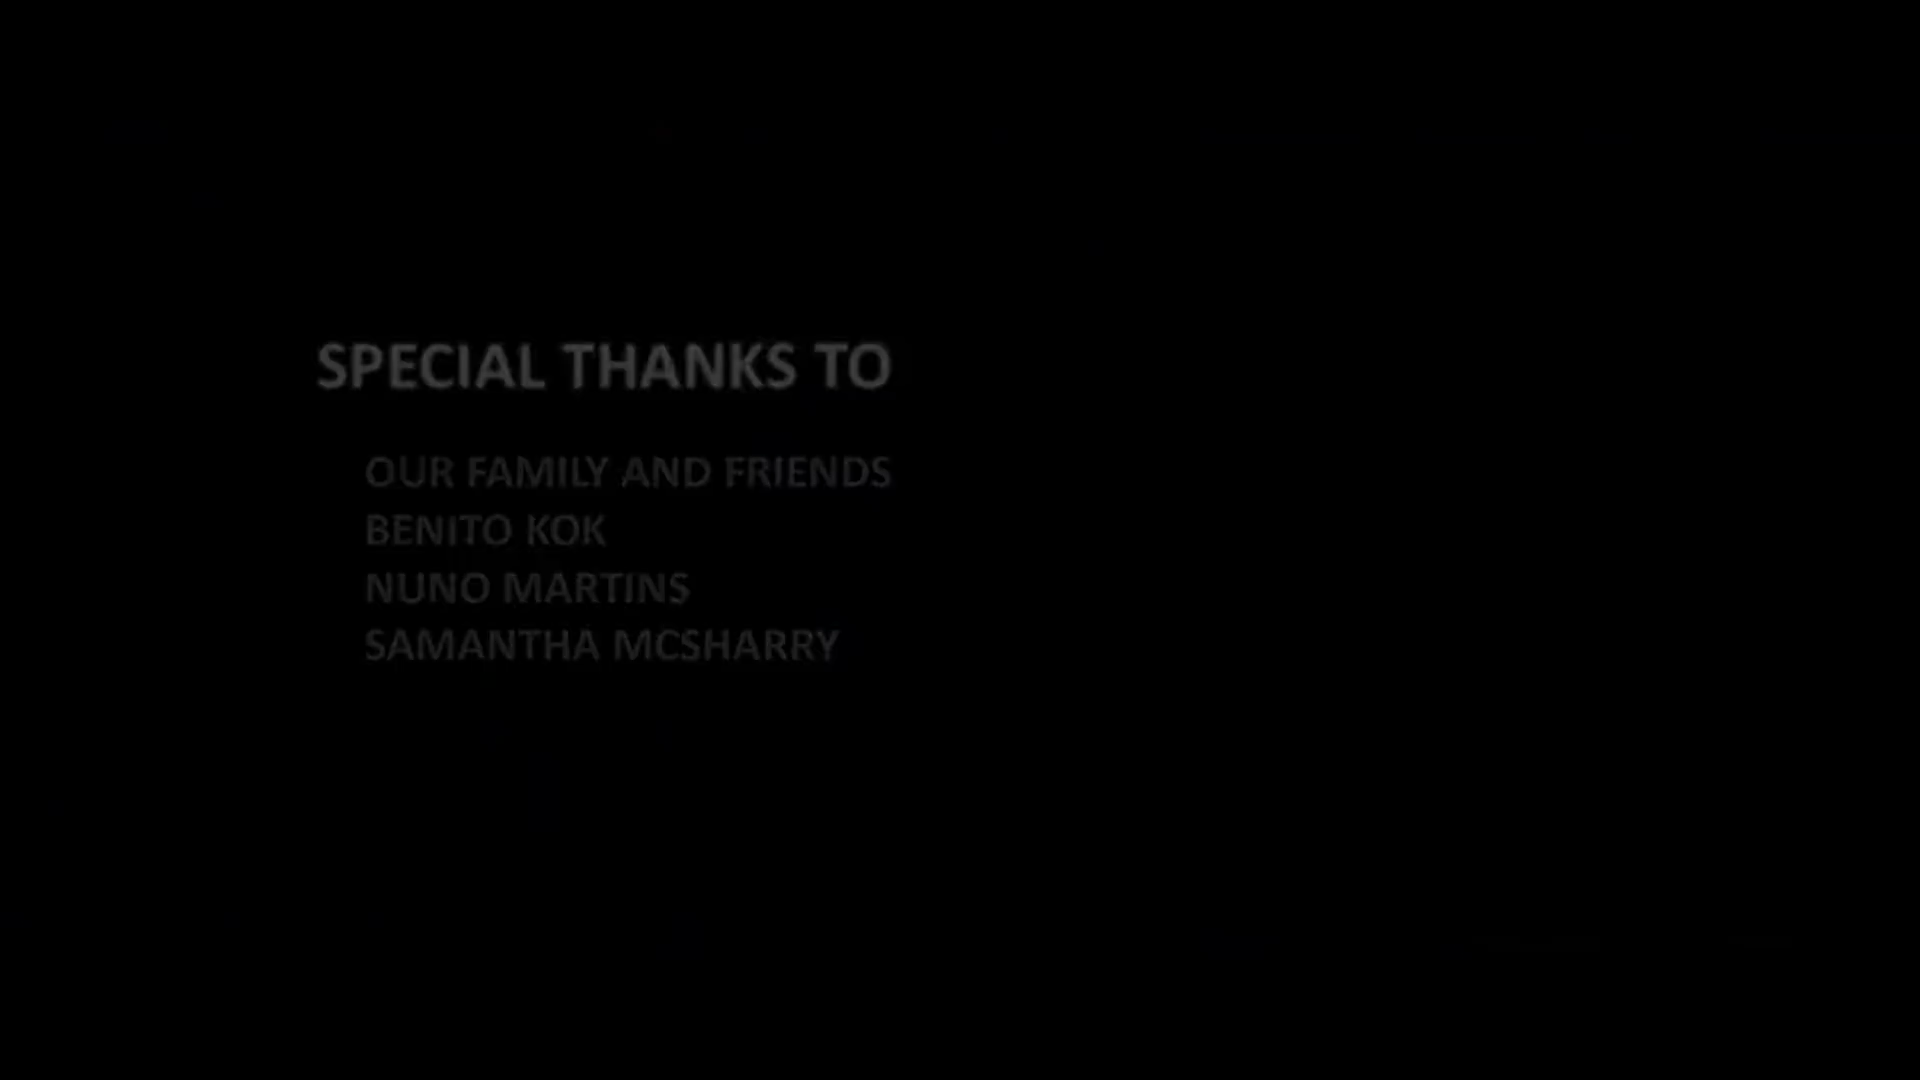 SPECIAL THANKS TO
OUR FAMILY AND FRIENDS
BENITO KOK
NUNO MARTINS
SAMANTHA MCSHARRY